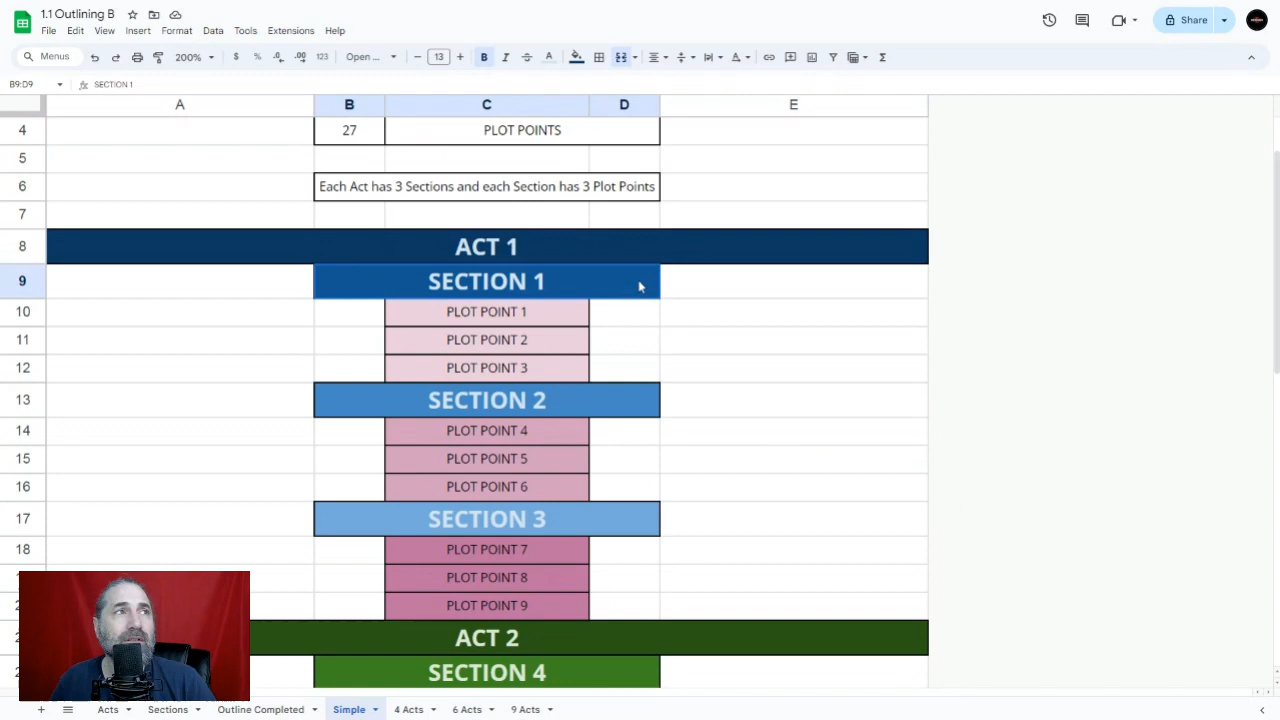 1.1 Outlining B
File Edit View Insert Format Data Tools Extensions Help
Share
Menus 200% $ % .0 .00 123 Open ... 13 B I A
B9:D9 fx SECTION 1
A B C D E
4 27 PLOT POINTS
5
6 Each Act has 3 Sections and each Section has 3 Plot Points
7
8 ACT 1
9 SECTION 1
10 PLOT POINT 1
11 PLOT POINT 2
12 PLOT POINT 3
13 SECTION 2
14 PLOT POINT 4
15 PLOT POINT 5
16 PLOT POINT 6
17 SECTION 3
18 PLOT POINT 7
PLOT POINT 8
PLOT POINT 9
ACT 2
SECTION 4
Acts Sections Outline Completed Simple 4 Acts 6 Acts 9 Acts